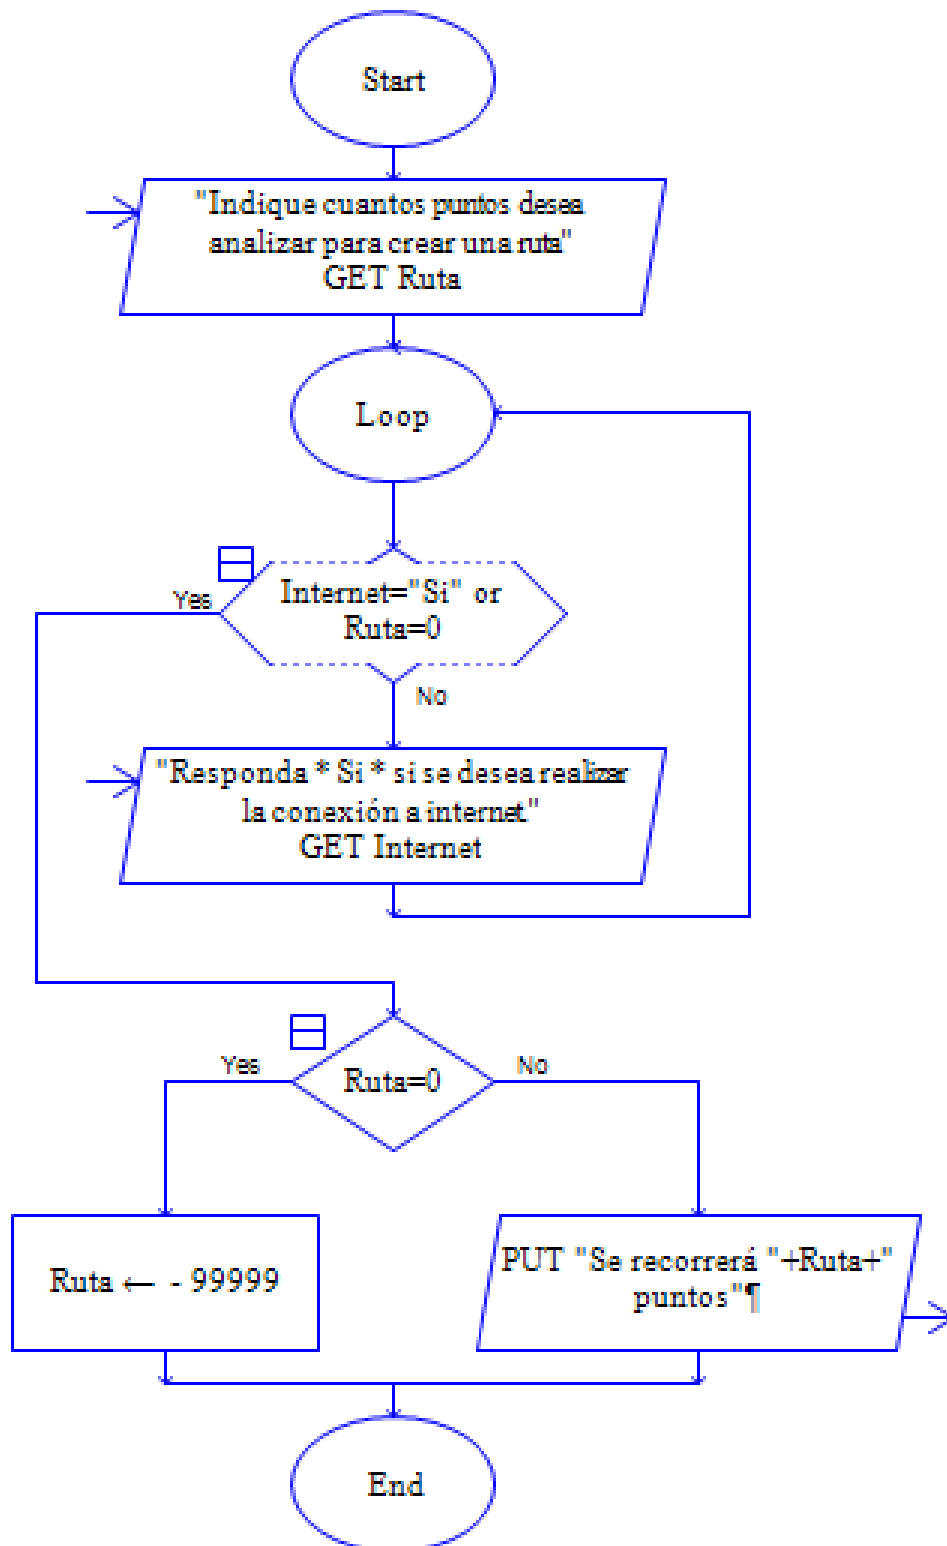 Start
"Indique cuantos puntos desea
analizar para crear una ruta"
GET Ruta
Loop
Internet="Si" or
Ruta=0
Yes
No
"Responda * Si * si se desea realizar
la conexión a internet"
GET Internet
Ruta=0
Yes
No
Ruta ← - 99999
PUT "Se recorrerá "+Ruta+"
puntos"¶
End